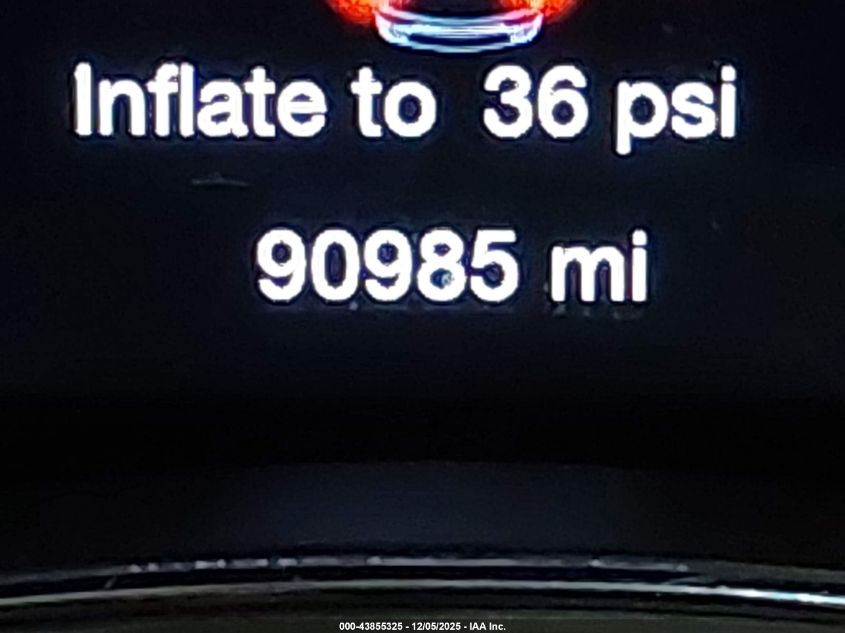 Inflate to 36 psi
90985 mi
000-43855325 - 12/05/2025 - IAA Inc.